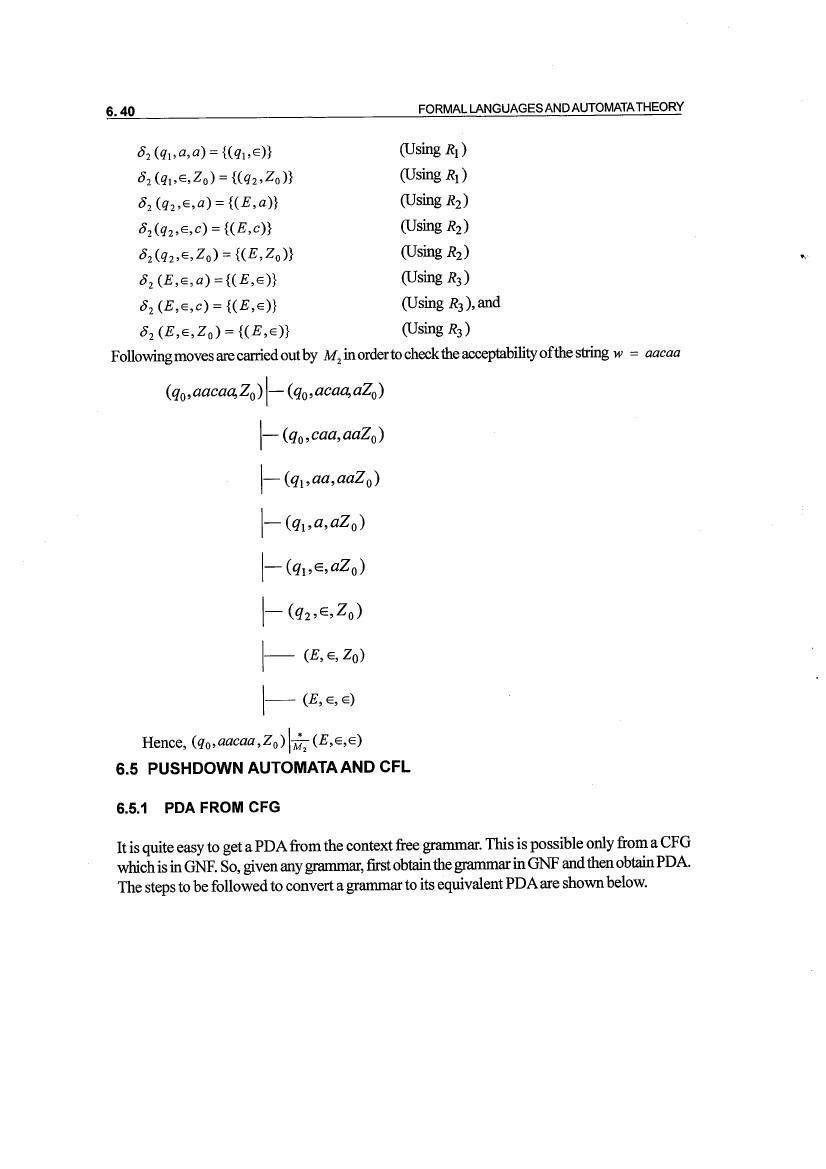 6. 40 FORMAL LANGUAGES AND AUTOMATA THEORY
δ₂ (q₁,a,a) = {(q₁,∈)} (Using R₁)
δ₂ (q₁,∈,Z₀) = {(q₂,Z₀)} (Using R₁)
δ₂ (q₂,∈,a) = {(E,a)} (Using R₂)
δ₂(q₂,∈,c) = {(E,c)} (Using R₂)
δ₂(q₂,∈,Z₀) = {(E,Z₀)} (Using R₂)
δ₂ (E,∈,a) = {(E,∈)} (Using R₃)
δ₂ (E,∈,c) = {(E,∈)} (Using R₃), and
δ₂ (E,∈,Z₀) = {(E,∈)} (Using R₃)
Following moves are carried out by M₂ in order to check the acceptability of the string w = aacaa
(q₀,aacaa,Z₀) |— (q₀,acaa,aZ₀)
|— (q₀,caa,aaZ₀)
|— (q₁,aa,aaZ₀)
|— (q₁,a,aZ₀)
|— (q₁,∈,aZ₀)
|— (q₂,∈,Z₀)
|— (E,∈,Z₀)
|— (E,∈,∈)
Hence, (q₀,aacaa,Z₀) |—*M₂ (E,∈,∈)
6.5 PUSHDOWN AUTOMATA AND CFL
6.5.1 PDA FROM CFG
It is quite easy to get a PDA from the context free grammar. This is possible only from a CFG
which is in GNF. So, given any grammar, first obtain the grammar in GNF and then obtain PDA.
The steps to be followed to convert a grammar to its equivalent PDA are shown below.